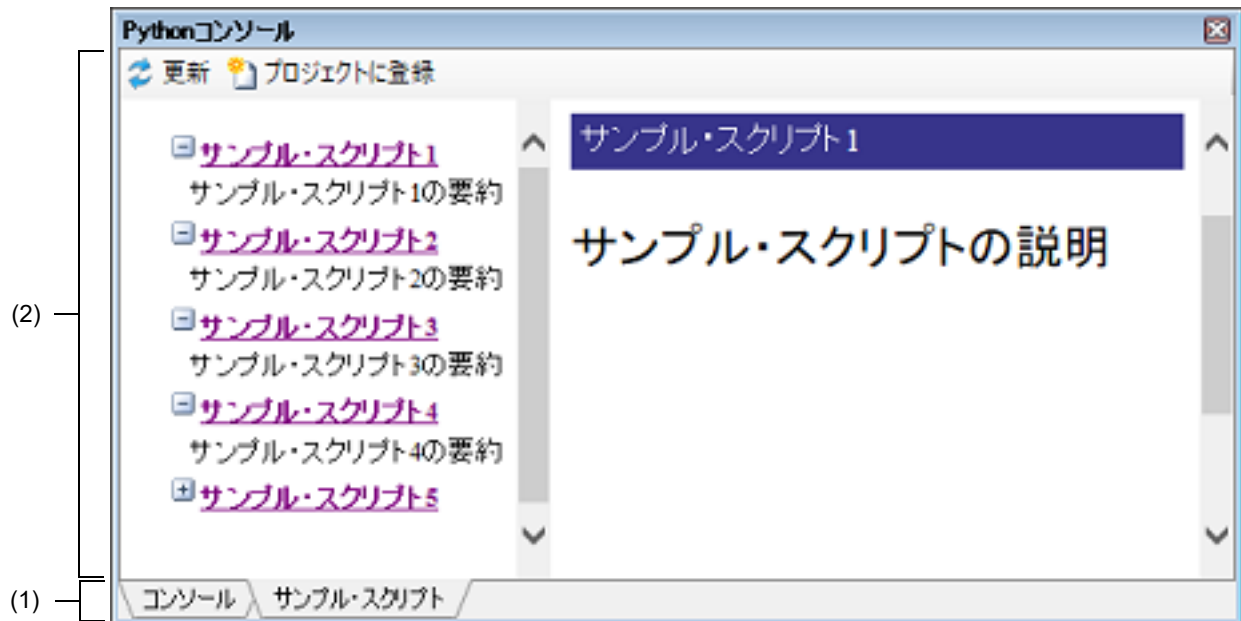 Pythonコンソール
更新 プロジェクトに登録
サンプル・スクリプト1
サンプル・スクリプト1の要約
サンプル・スクリプト2
サンプル・スクリプト2の要約
サンプル・スクリプト3
サンプル・スクリプト3の要約
サンプル・スクリプト4
サンプル・スクリプト4の要約
サンプル・スクリプト5
サンプル・スクリプト1
サンプル・スクリプトの説明
(2)
(1)
コンソール サンプル・スクリプト